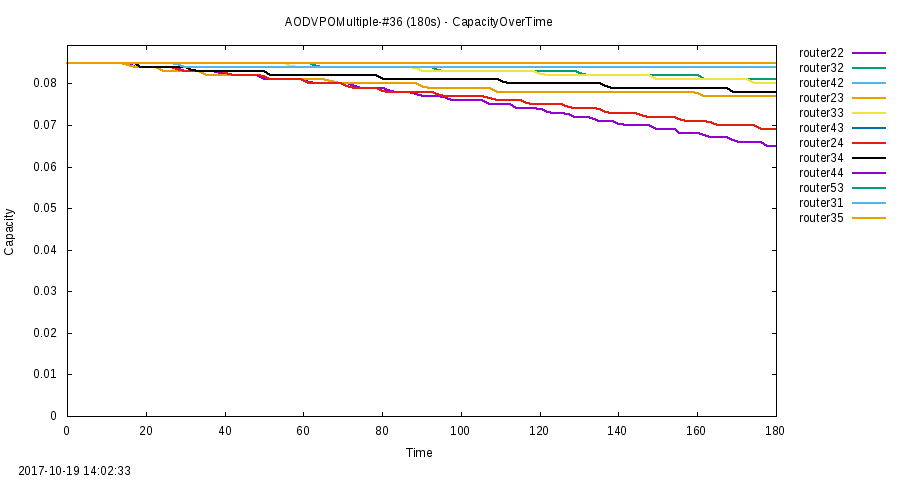 AODVPOMultiple-#36 (180s) - CapacityOverTime
router22
router32
router42
router23
router33
router43
router24
router34
router44
router53
router31
router35
0.08
0.07
0.06
0.05
0.04
0.03
0.02
0.01
0
Capacity
0 20 40 60 80 100 120 140 160 180
Time
2017-10-19 14:02:33